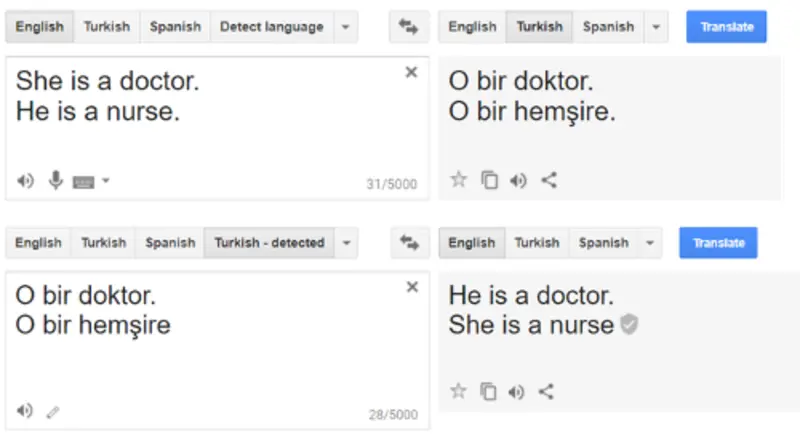 English Turkish Spanish Detect language English Turkish Spanish Translate
She is a doctor.
He is a nurse.
31/5000
O bir doktor.
O bir hemşire.
English Turkish Spanish Turkish - detected English Turkish Spanish Translate
O bir doktor.
O bir hemşire
28/5000
He is a doctor.
She is a nurse